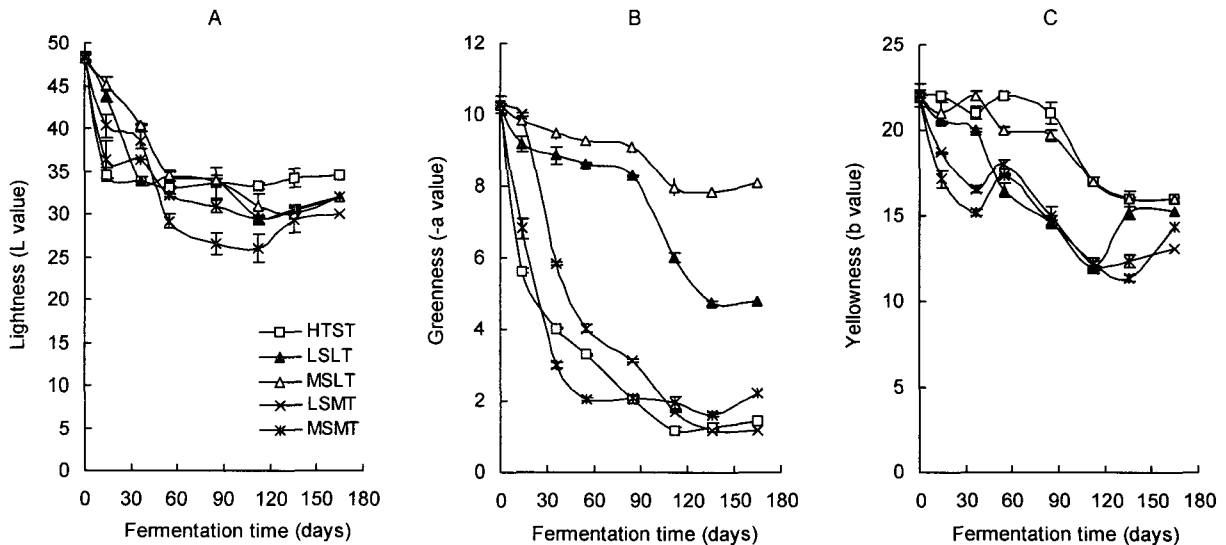 A
B
C
Lightness (L value)
50
45
40
35
30
25
20
15
10
5
0
HTST
LSLT
MSLT
LSMT
MSMT
0 30 60 90 120 150 180
Fermentation time (days)
Greenness (-a value)
12
10
8
6
4
2
0
0 30 60 90 120 150 180
Fermentation time (days)
Yellowness (b value)
25
20
15
10
5
0
0 30 60 90 120 150 180
Fermentation time (days)